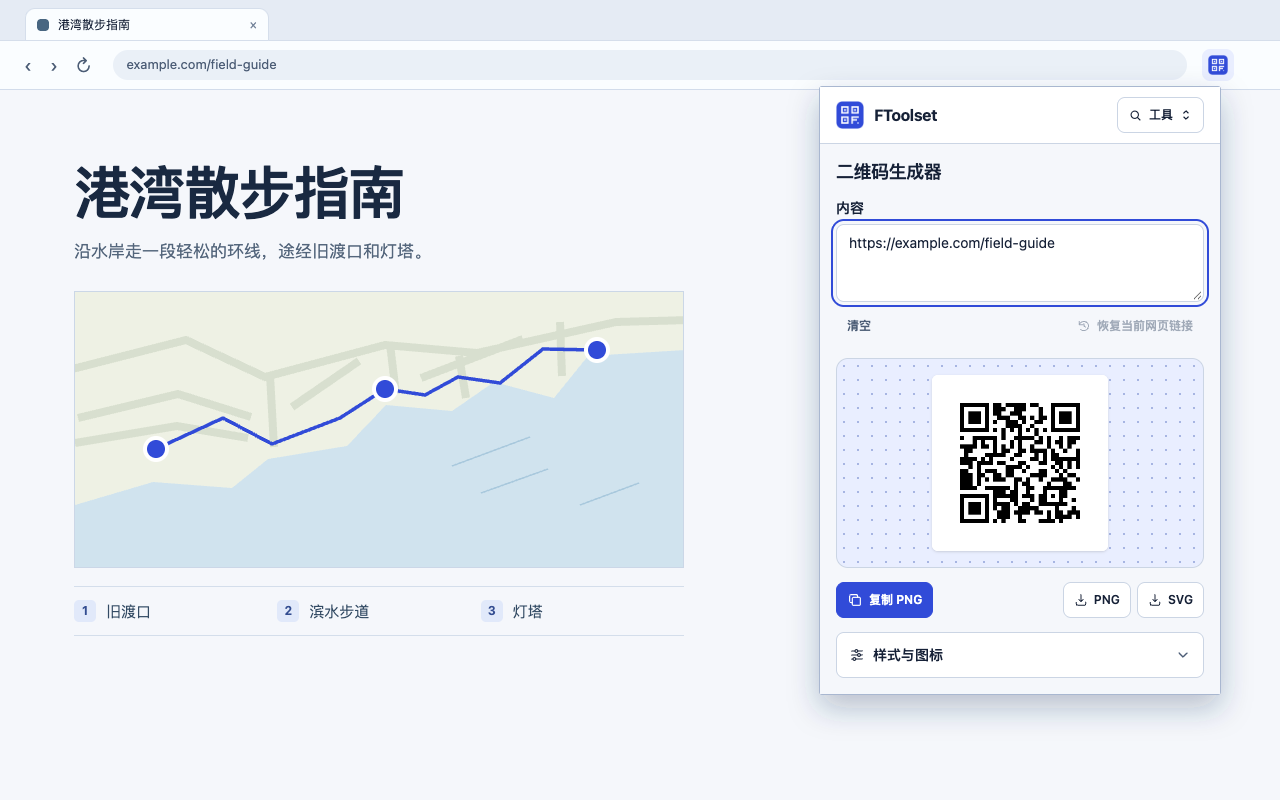 港湾散步指南
×
example.com/field-guide
FToolset
工具
二维码生成器
内容
https://example.com/field-guide
清空
恢复当前网页链接
复制 PNG
PNG
SVG
样式与图标
港湾散步指南
沿水岸走一段轻松的环线，途经旧渡口和灯塔。
1 旧渡口
2 滨水步道
3 灯塔